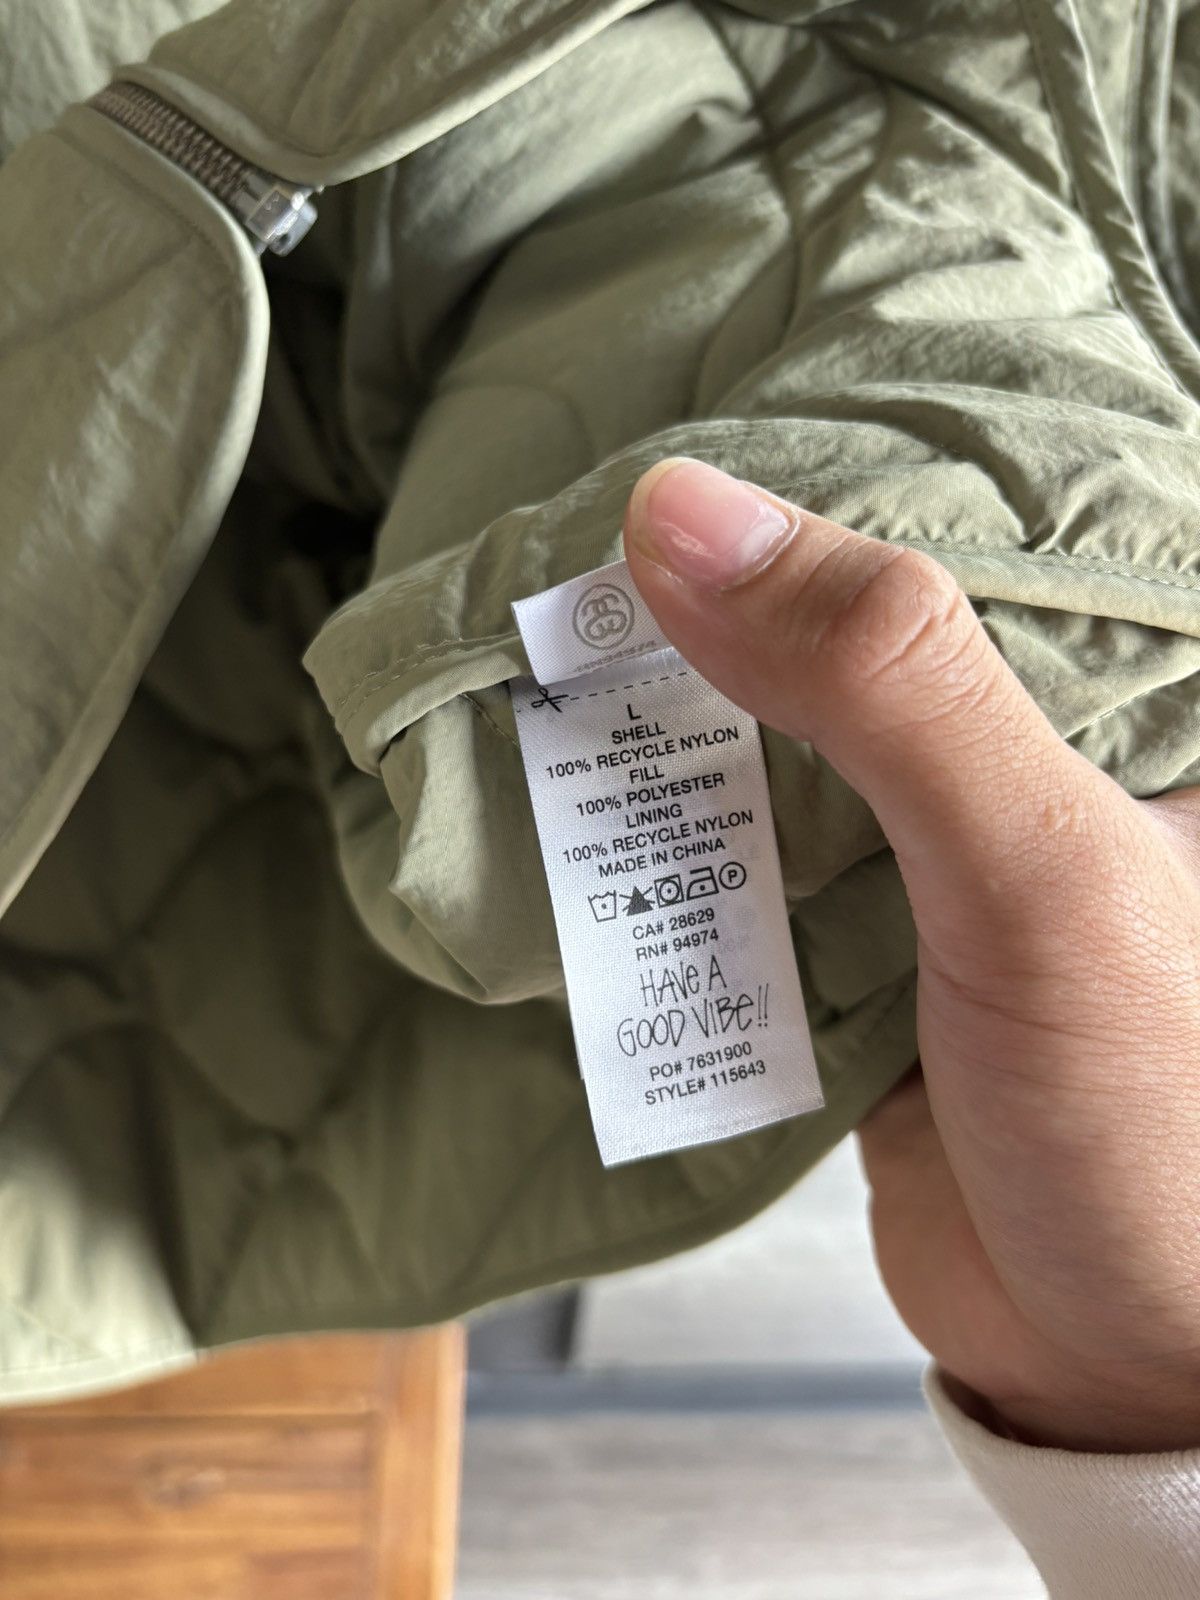 L
SHELL
100% RECYCLE NYLON
FILL
100% POLYESTER
LINING
100% RECYCLE NYLON
MADE IN CHINA
P
CA# 28629
RN# 94974
HAVE A
GOOD VIBE!!
PO# 7631900
STYLE# 115643